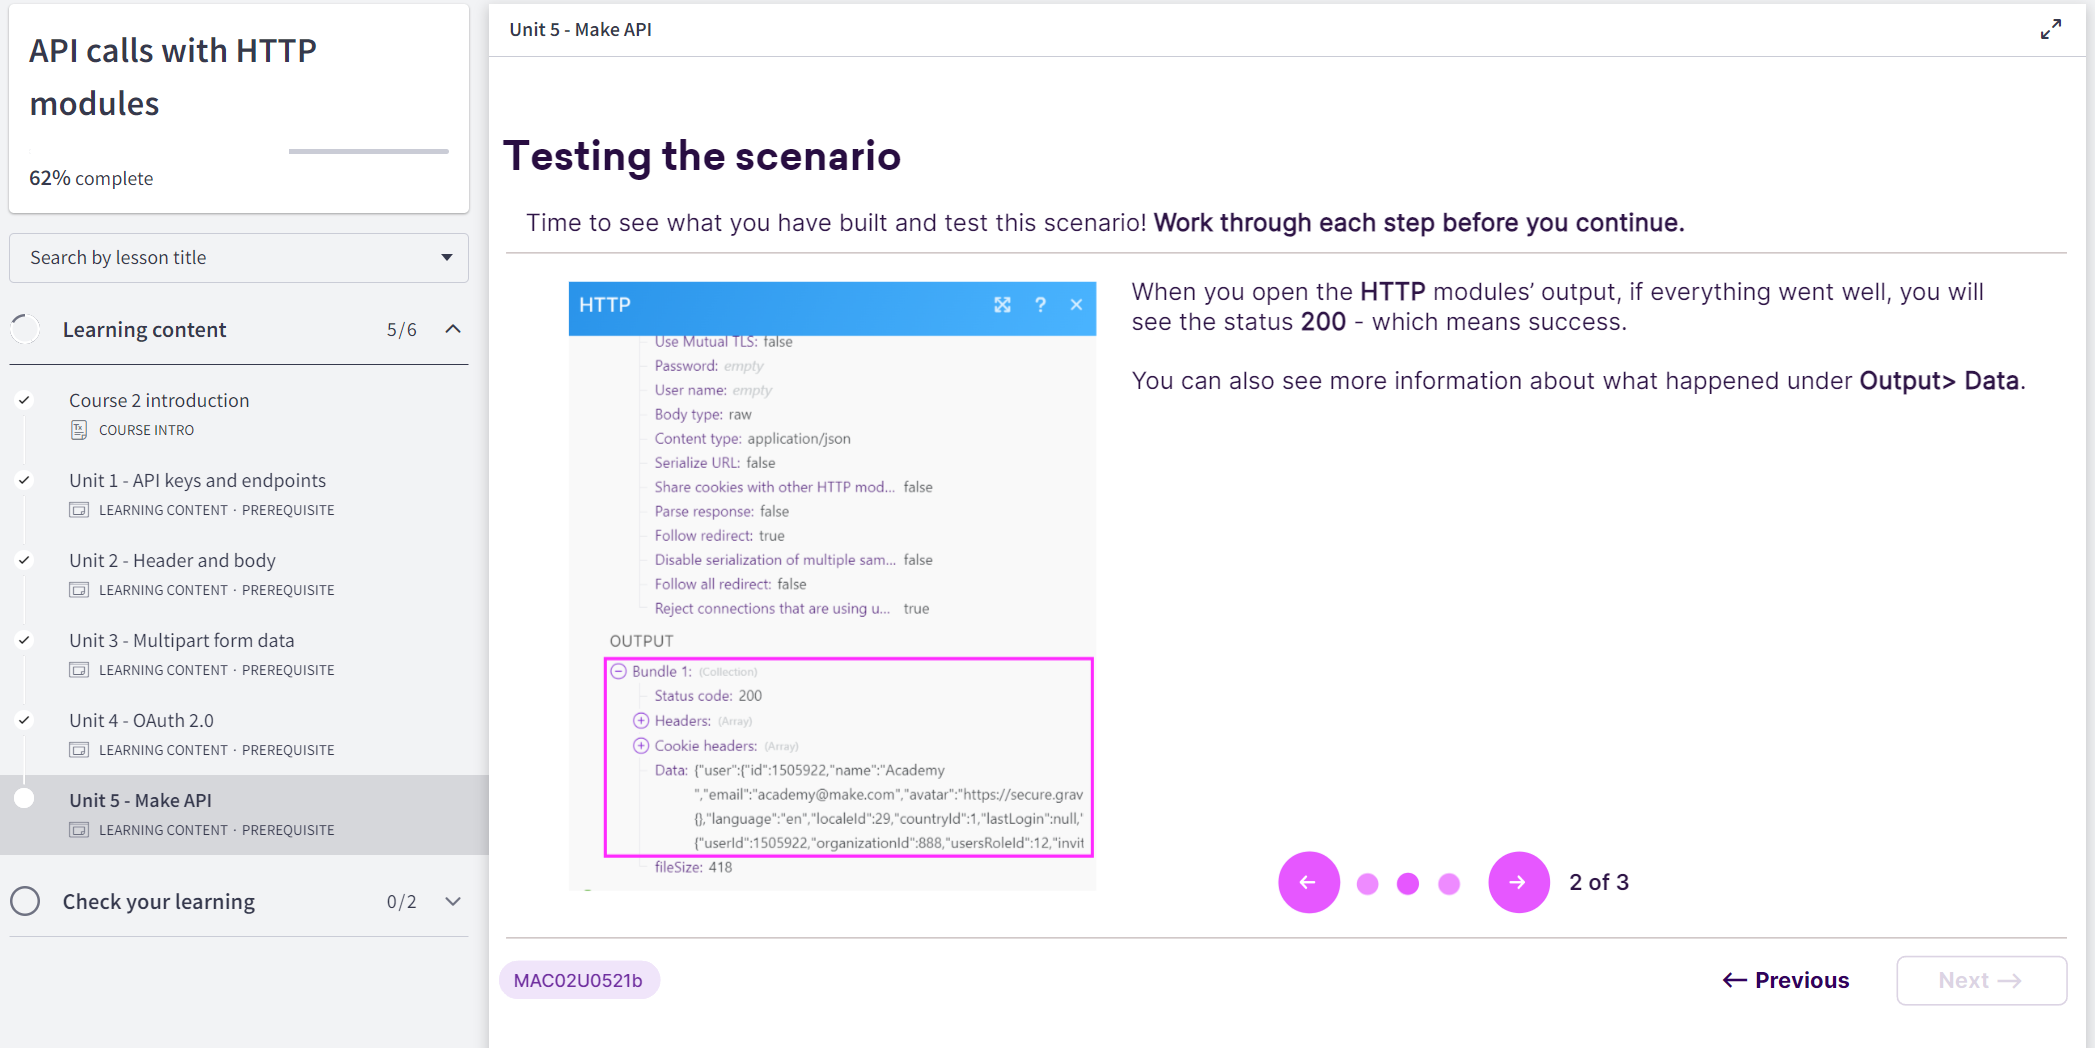 API calls with HTTP
modules
62% complete
Search by lesson title
Learning content 5/6
Course 2 introduction
COURSE INTRO
Unit 1 - API keys and endpoints
LEARNING CONTENT · PREREQUISITE
Unit 2 - Header and body
LEARNING CONTENT · PREREQUISITE
Unit 3 - Multipart form data
LEARNING CONTENT · PREREQUISITE
Unit 4 - OAuth 2.0
LEARNING CONTENT · PREREQUISITE
Unit 5 - Make API
LEARNING CONTENT · PREREQUISITE
Check your learning 0/2
Unit 5 - Make API
Testing the scenario
Time to see what you have built and test this scenario! Work through each step before you continue.
HTTP ?
Use Mutual TLS: false
Password: empty
User name: empty
Body type: raw
Content type: application/json
Serialize URL: false
Share cookies with other HTTP mod... false
Parse response: false
Follow redirect: true
Disable serialization of multiple sam... false
Follow all redirect: false
Reject connections that are using u... true
OUTPUT
Bundle 1: (Collection)
Status code: 200
Headers: (Array)
Cookie headers: (Array)
Data: {"user":{"id":1505922,"name":"Academy
","email":"academy@make.com","avatar":"https://secure.grav
{},"language":"en","localeId":29,"countryId":1,"lastLogin":null,"
{"userId":1505922,"organizationId":888,"usersRoleId":12,"invit
fileSize: 418
When you open the HTTP modules’ output, if everything went well, you will
see the status 200 - which means success.
You can also see more information about what happened under Output> Data.
2 of 3
MAC02U0521b
← Previous
Next →